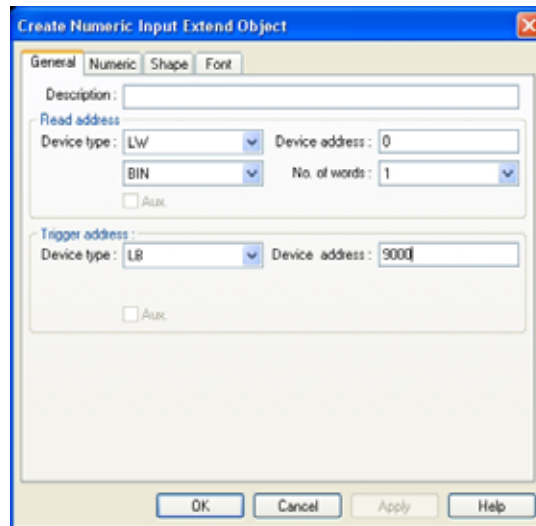 Create Numeric Input Extend Object
General Numeric Shape Font
Description :
Read address
Device type : LW Device address : 0
BIN No. of words : 1
Aux.
Trigger address :
Device type : LB Device address : 9000
Aux.
OK Cancel Apply Help